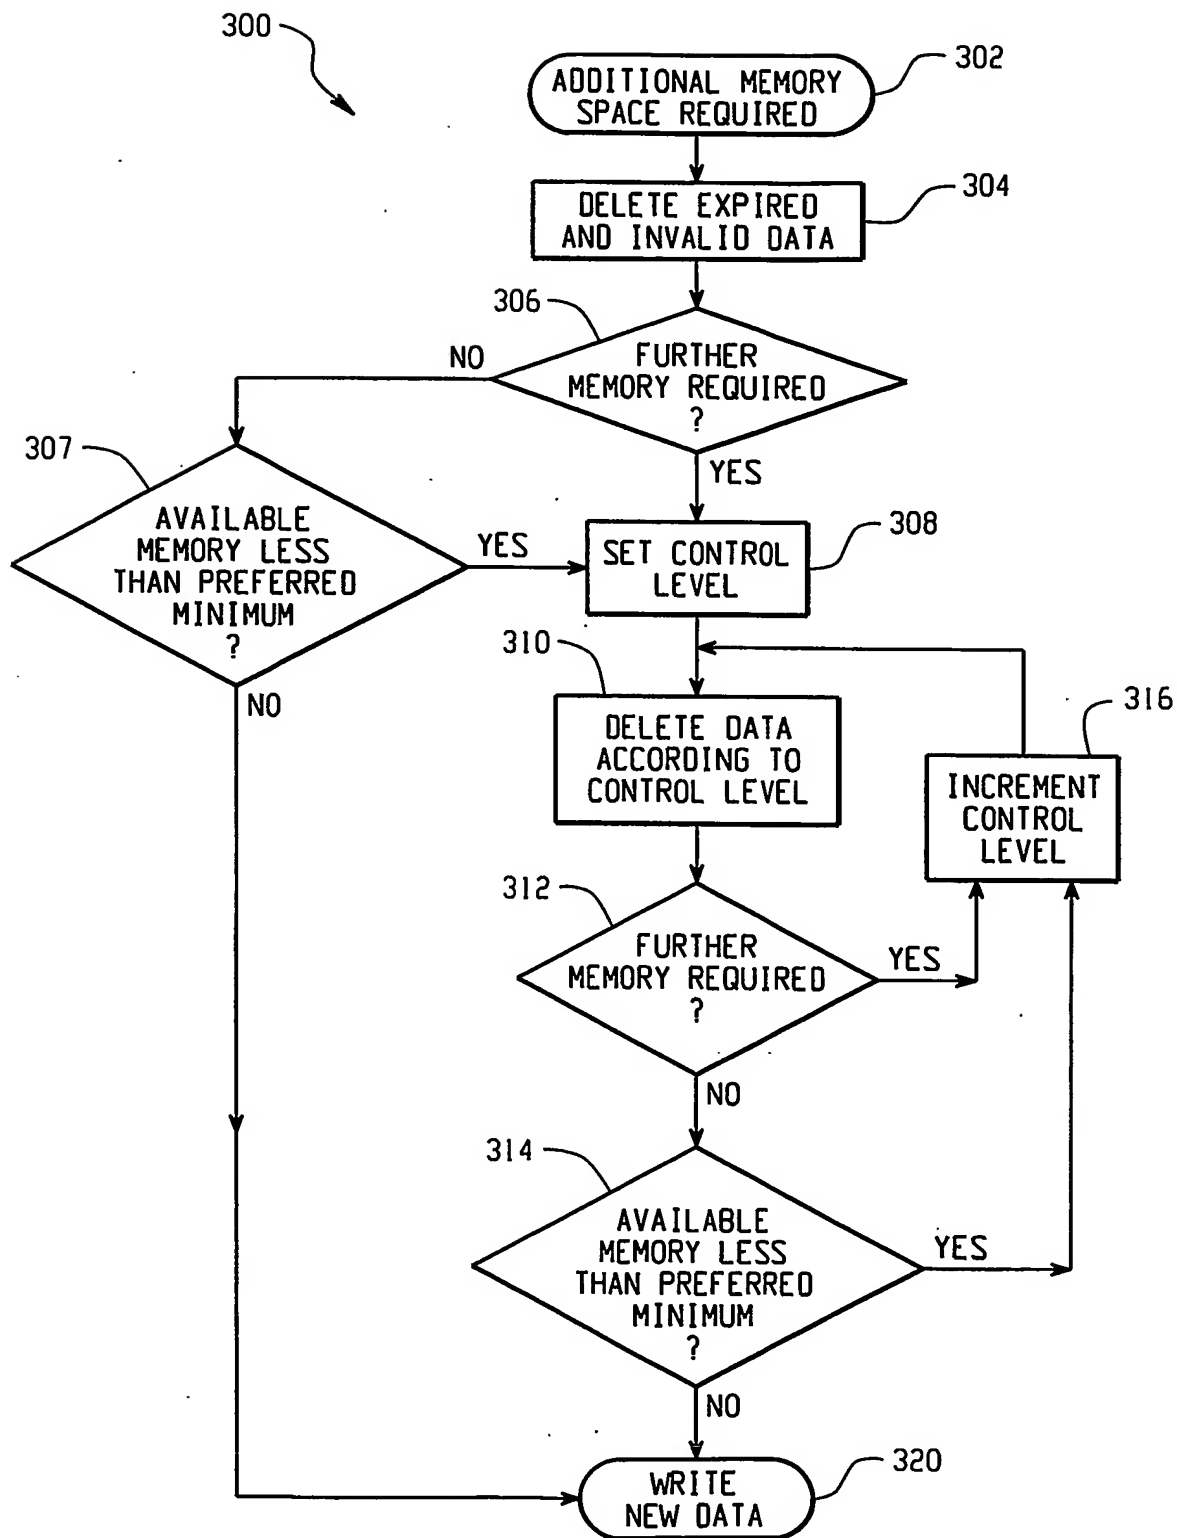 300
302
ADDITIONAL MEMORY
SPACE REQUIRED
304
DELETE EXPIRED
AND INVALID DATA
306
NO
FURTHER
MEMORY REQUIRED
?
YES
307
AVAILABLE
MEMORY LESS
THAN PREFERRED
MINIMUM
?
YES
NO
308
SET CONTROL
LEVEL
310
DELETE DATA
ACCORDING TO
CONTROL LEVEL
316
INCREMENT
CONTROL
LEVEL
312
FURTHER
MEMORY REQUIRED
?
YES
NO
314
AVAILABLE
MEMORY LESS
THAN PREFERRED
MINIMUM
?
YES
NO
320
WRITE
NEW DATA